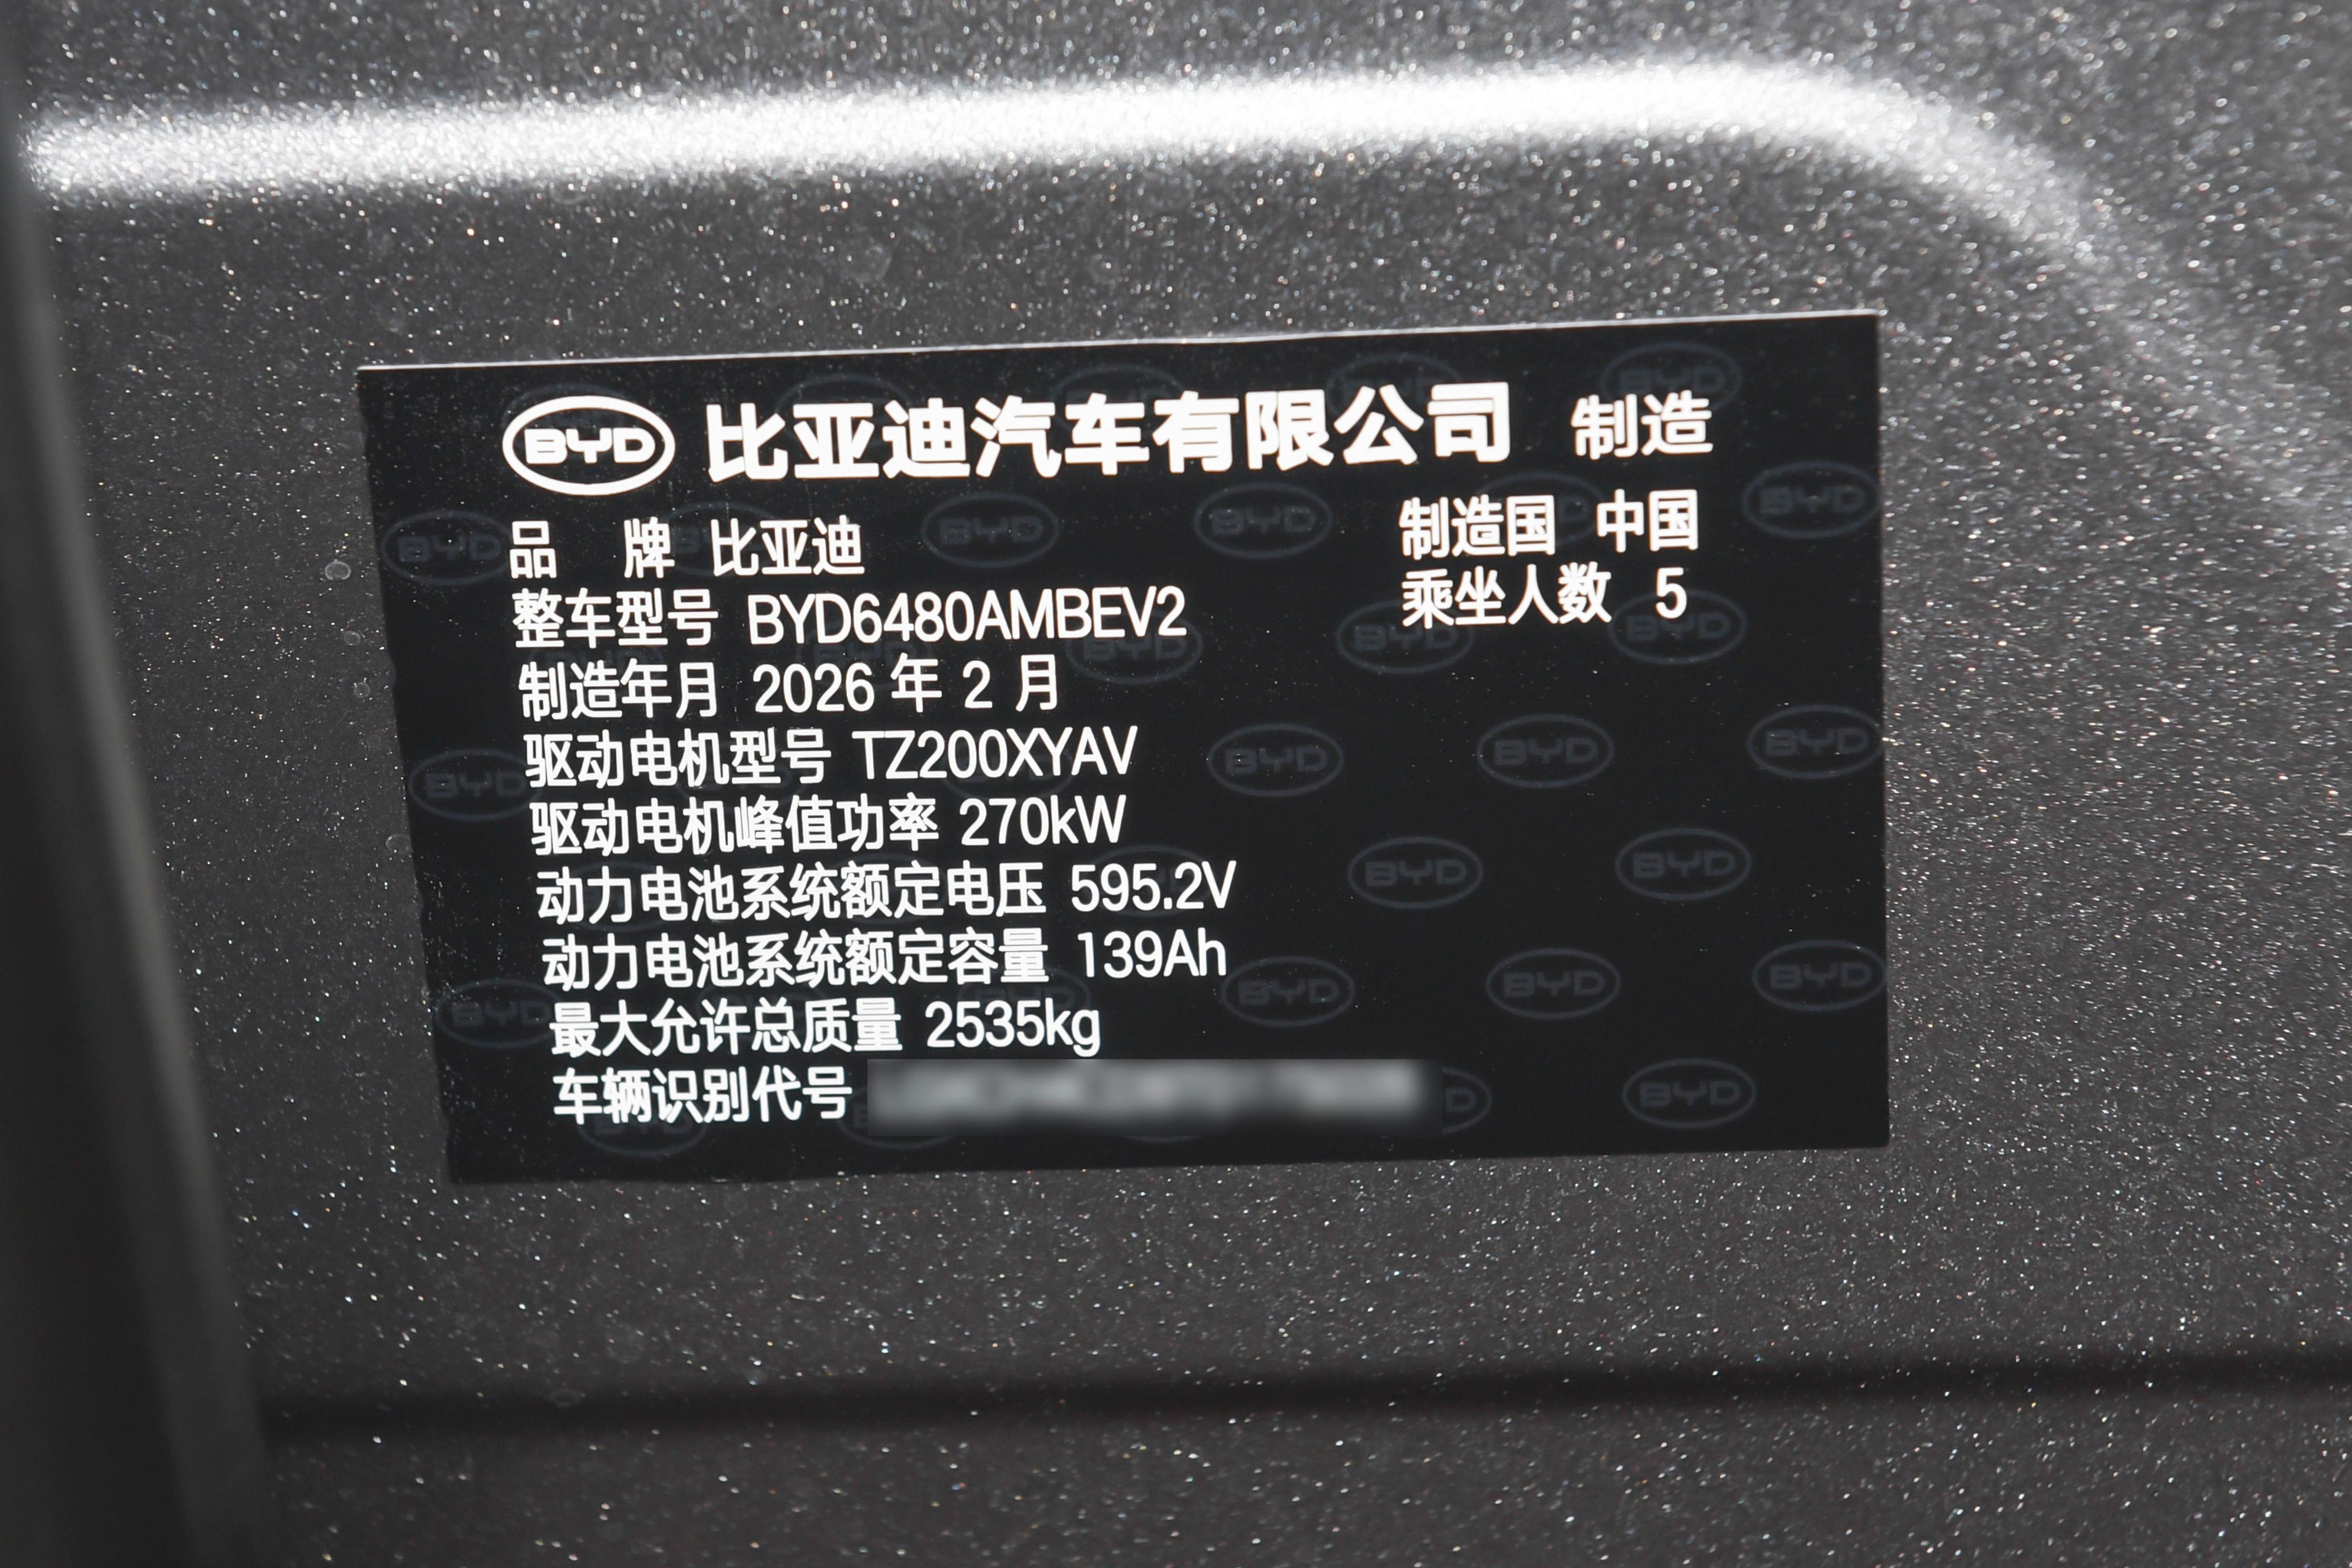 BYD 比亚迪汽车有限公司 制造
品 牌 比亚迪 制造国 中国
整车型号 BYD6480AMBEV2 乘坐人数 5
制造年月 2026 年 2 月
驱动电机型号 TZ200XYAV
驱动电机峰值功率 270kW
动力电池系统额定电压 595.2V
动力电池系统额定容量 139Ah
最大允许总质量 2535kg
车辆识别代号